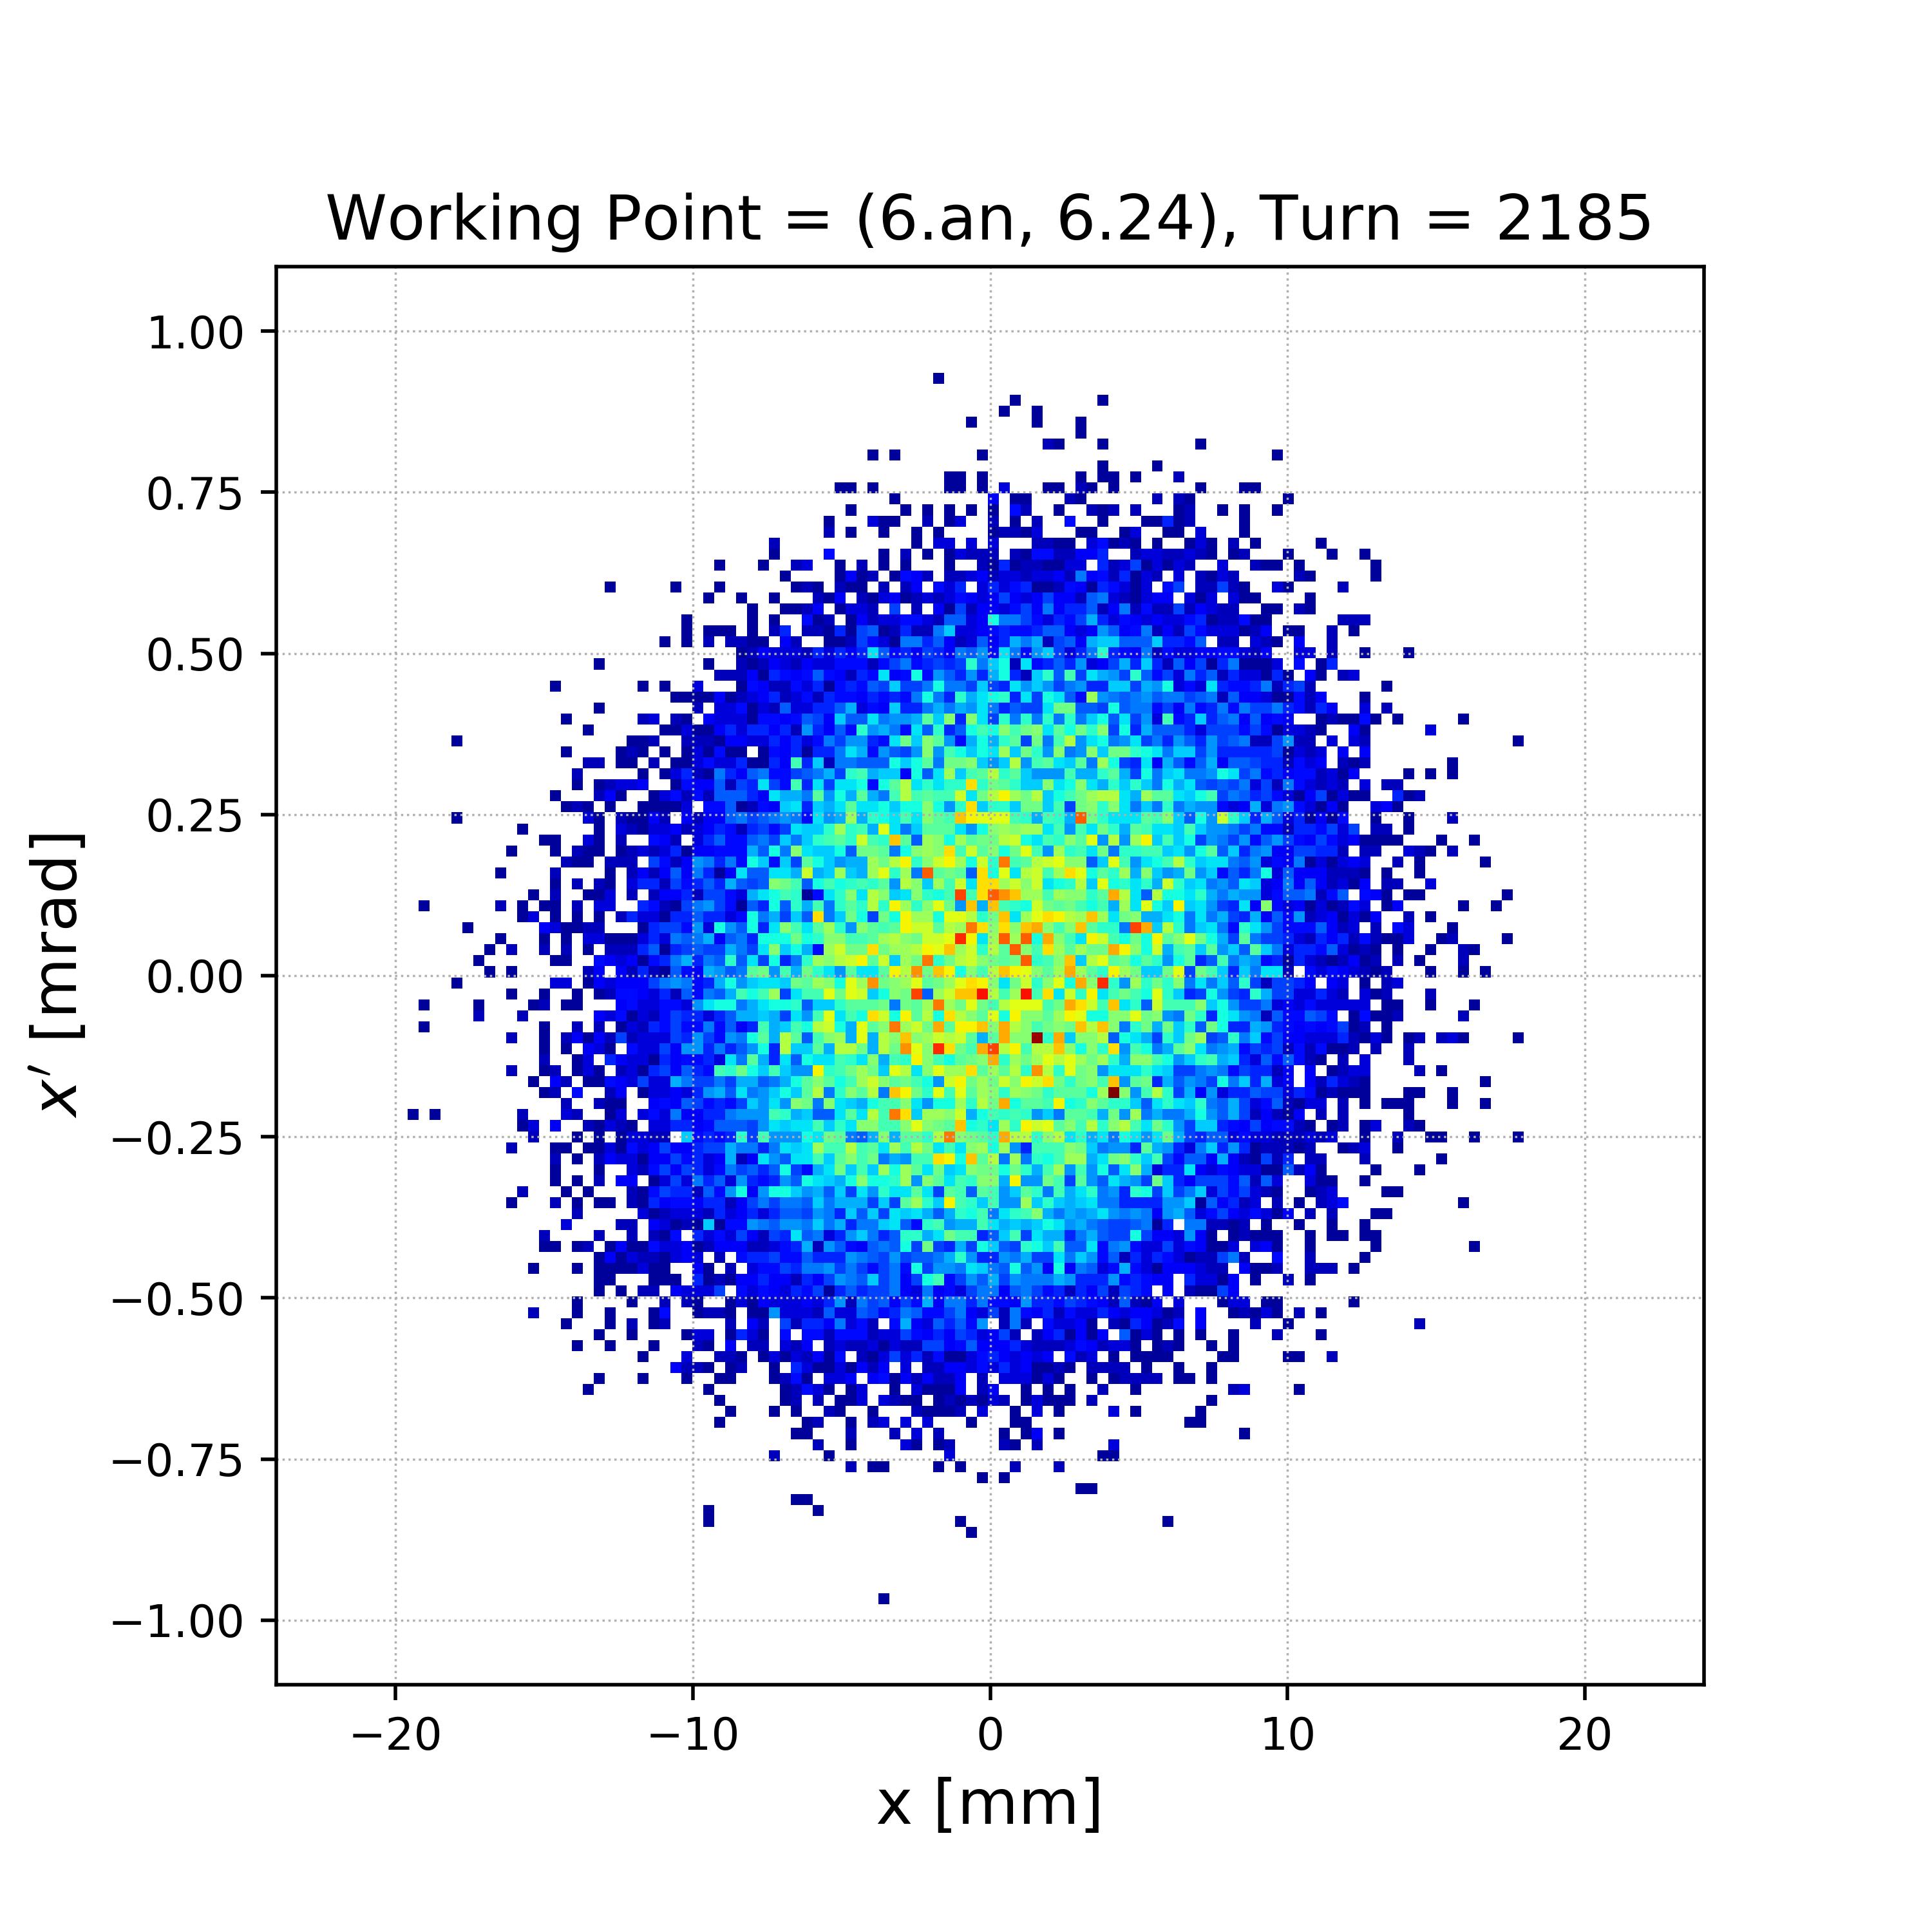 Working Point = (6.an, 6.24), Turn = 2185
1.00
0.75
0.50
0.25
0.00
−0.25
−0.50
−0.75
−1.00
x′ [mrad]
−20 −10 0 10 20
x [mm]